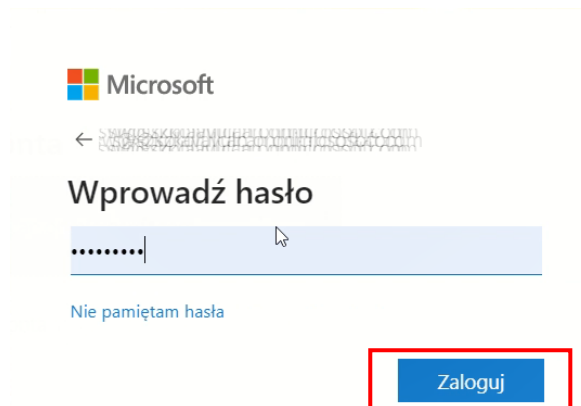 Microsoft
←
Wprowadź hasło
•••••••••
Nie pamiętam hasła
Zaloguj